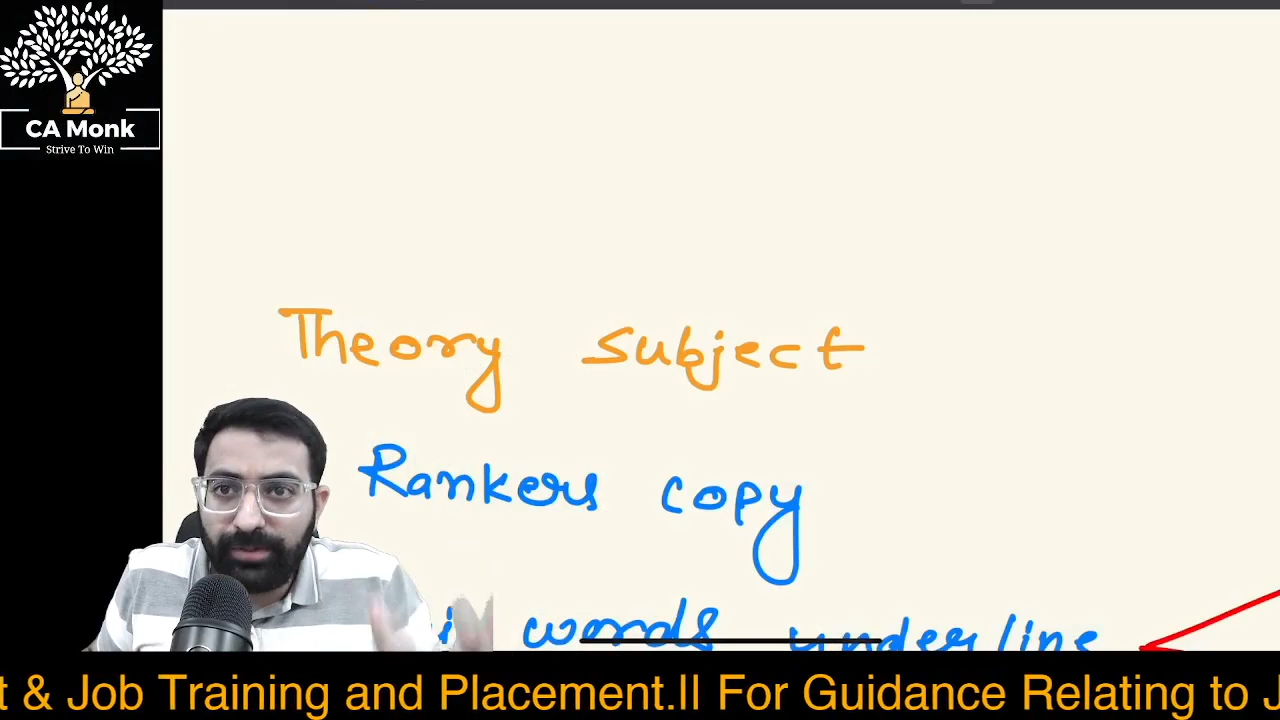 CA Monk
Strive To Win
Theory subject
Rankers copy
words underline
t & Job Training and Placement.II For Guidance Relating to J